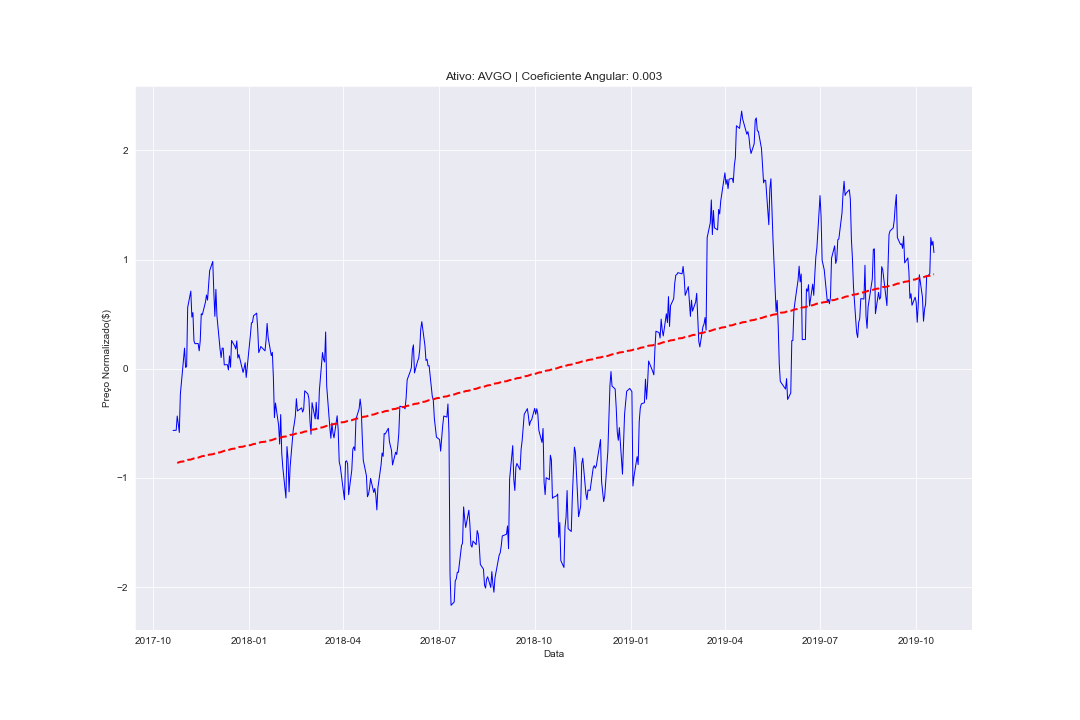 Ativo: AVGO | Coeficiente Angular: 0.003
Preço Normalizado($)
2
1
0
−1
−2
2017-10 2018-01 2018-04 2018-07 2018-10 2019-01 2019-04 2019-07 2019-10
Data